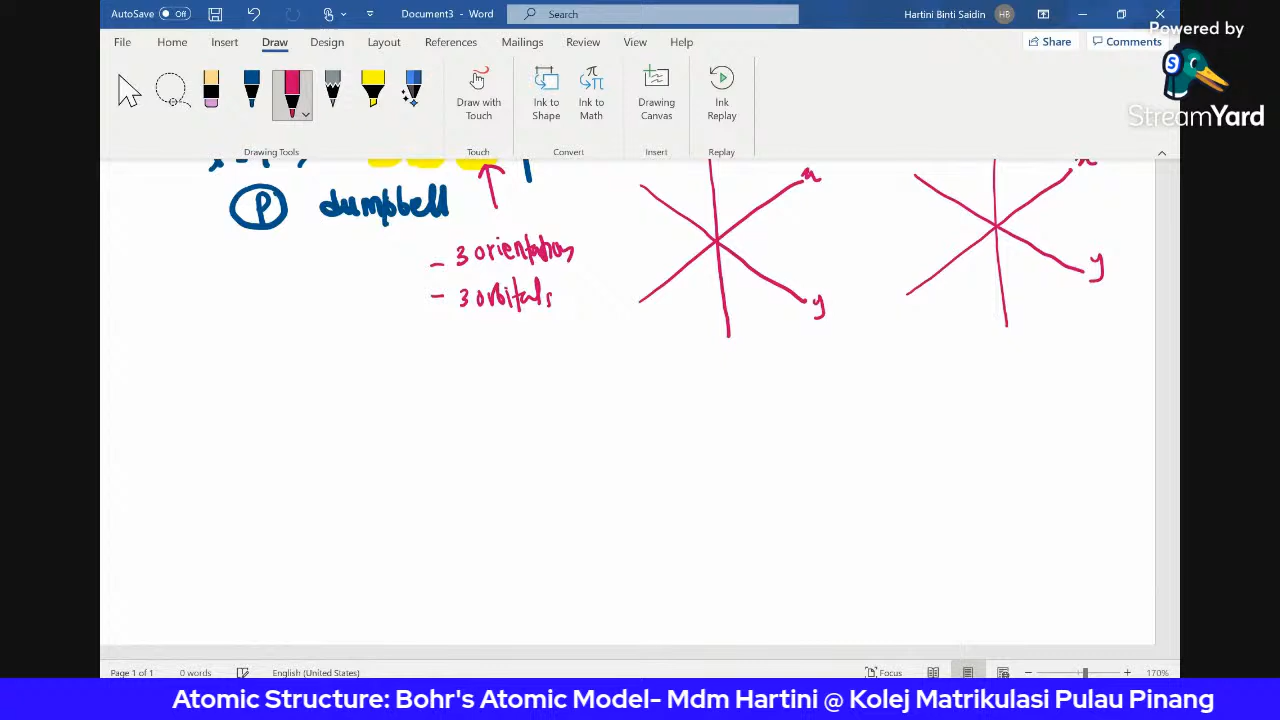 AutoSave Off Document3 - Word Search Hartini Binti Saidin HB
Powered by
StreamYard
File Home Insert Draw Design Layout References Mailings Review View Help Share Comments
Draw with Touch
Ink to Shape
Ink to Math
Drawing Canvas
Ink Replay
Drawing Tools Touch Convert Insert Replay
P dumpbell
- 3 orientations
- 3 orbitals
x
y
x
y
Page 1 of 1 0 words English (United States) Focus 170%
Atomic Structure: Bohr's Atomic Model- Mdm Hartini @ Kolej Matrikulasi Pulau Pinang